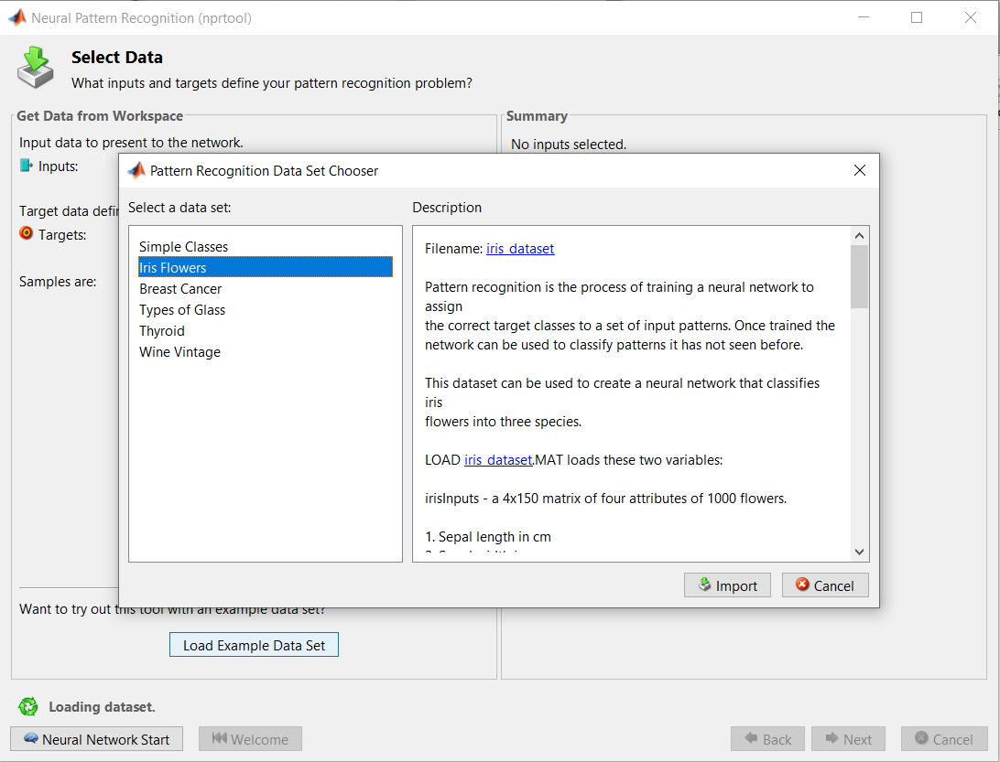 Neural Pattern Recognition (nprtool)
Select Data
What inputs and targets define your pattern recognition problem?
Get Data from Workspace
Input data to present to the network.
Inputs:
Target data defin
Targets:
Samples are:
Summary
No inputs selected.
Pattern Recognition Data Set Chooser
Select a data set:
Simple Classes
Iris Flowers
Breast Cancer
Types of Glass
Thyroid
Wine Vintage
Description
Filename: iris_dataset
Pattern recognition is the process of training a neural network to
assign
the correct target classes to a set of input patterns. Once trained the
network can be used to classify patterns it has not seen before.
This dataset can be used to create a neural network that classifies
iris
flowers into three species.
LOAD iris_dataset.MAT loads these two variables:
irisInputs - a 4x150 matrix of four attributes of 1000 flowers.
1. Sepal length in cm
Import
Cancel
Want to try out this tool with an example data set?
Load Example Data Set
Loading dataset.
Neural Network Start
Welcome
Back
Next
Cancel